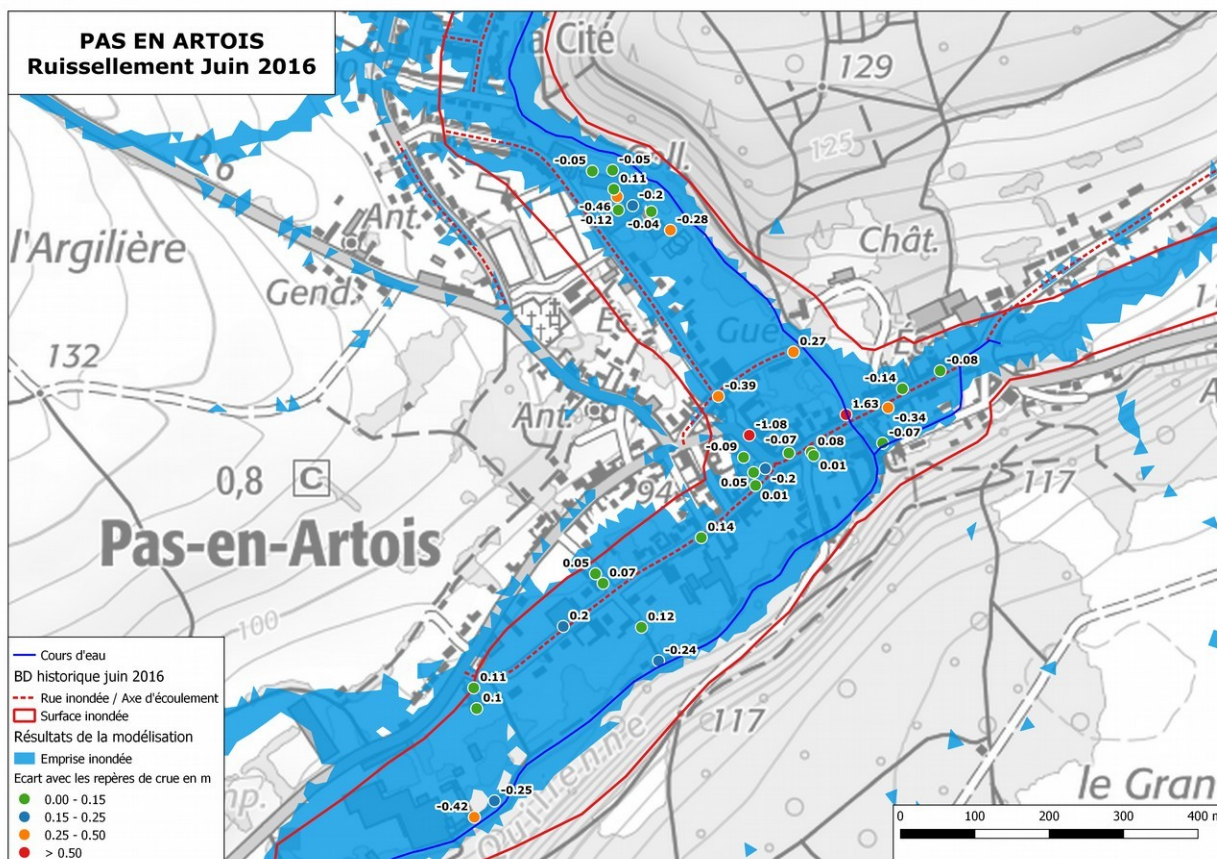 PAS EN ARTOIS
Ruissellement Juin 2016
la Cité
129
125
Coll.
-0.05
-0.05
0.11
-0.2
-0.46
-0.12
-0.04
-0.28
Ant.
l'Argilière
Gend.
Chât.
Éc.
Gué
0.27
Éc.
132
-0.39
-0.08
-0.14
1.63
-0.34
Ant.
-1.08
-0.07
0.08
-0.07
-0.09
0.01
0,8
C
94
0.05
-0.2
0.01
117
Pas-en-Artois
0.14
0.05
0.07
100
0.2
0.12
-0.24
0.11
0.1
117
Quilienne
-0.25
-0.42
le Gran
Cours d'eau
BD historique juin 2016
Rue inondée / Axe d'écoulement
Surface inondée
Résultats de la modélisation
Emprise inondée
Ecart avec les repères de crue en m
0.00 - 0.15
0.15 - 0.25
0.25 - 0.50
> 0.50
0 100 200 300 400 m